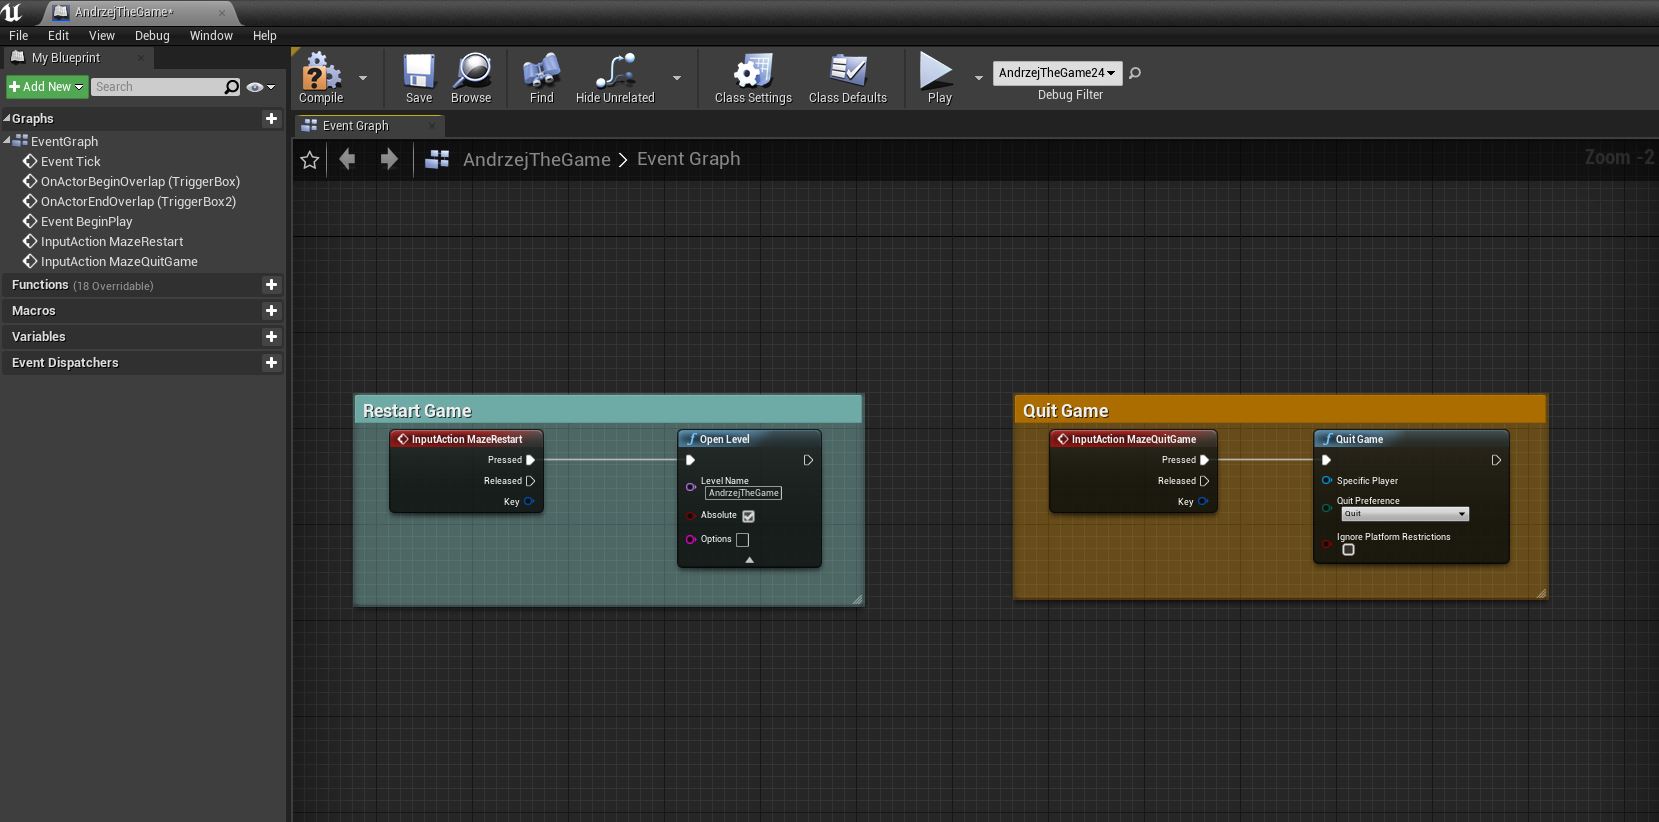 AndrzejTheGame*
File Edit View Debug Window Help
My Blueprint
Add New
Search
Graphs
EventGraph
Event Tick
OnActorBeginOverlap (TriggerBox)
OnActorEndOverlap (TriggerBox2)
Event BeginPlay
InputAction MazeRestart
InputAction MazeQuitGame
Functions (18 Overridable)
Macros
Variables
Event Dispatchers
Compile
Save
Browse
Find
Hide Unrelated
Class Settings
Class Defaults
Play
AndrzejTheGame24
Debug Filter
Event Graph
AndrzejTheGame > Event Graph
Zoom -2
Restart Game
InputAction MazeRestart
Pressed
Released
Key
Open Level
Level Name
AndrzejTheGame
Absolute
Options
Quit Game
InputAction MazeQuitGame
Pressed
Released
Key
Quit Game
Specific Player
Quit Preference
Quit
Ignore Platform Restrictions